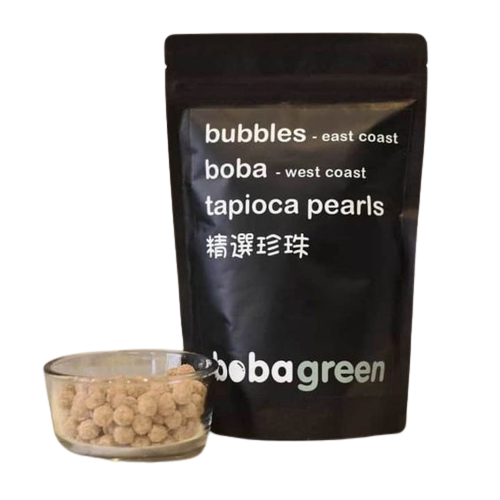 bubbles - east coast
boba - west coast
tapioca pearls
精選珍珠
bobagreen